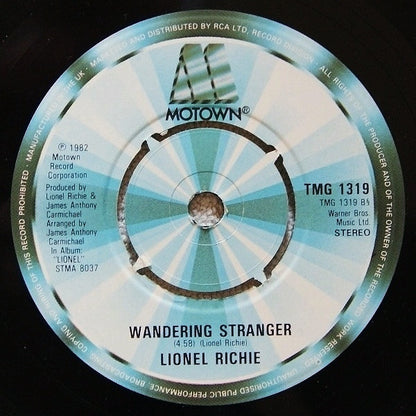 MOTOWN®
℗ 1982
Motown
Record
Corporation
Produced by
Lionel Richie &
James Anthony
Carmichael
Arranged by
James Anthony
Carmichael
In Album:
"LIONEL"
STMA 8037
TMG 1319
TMG 1319 B
Warner Bros.
Music Ltd.
STEREO
WANDERING STRANGER
(4.58) (Lionel Richie)
LIONEL RICHIE
MANUFACTURED IN THE UK - MARKETED AND DISTRIBUTED BY RCA LTD, RECORD DIVISION - ALL RIGHTS OF THE PRODUCER AND OF THE OWNER OF THE RECORDED WORK RESERVED - UNAUTHORISED PUBLIC PERFORMANCE, BROADCASTING AND COPYING OF THIS RECORD PROHIBITED -